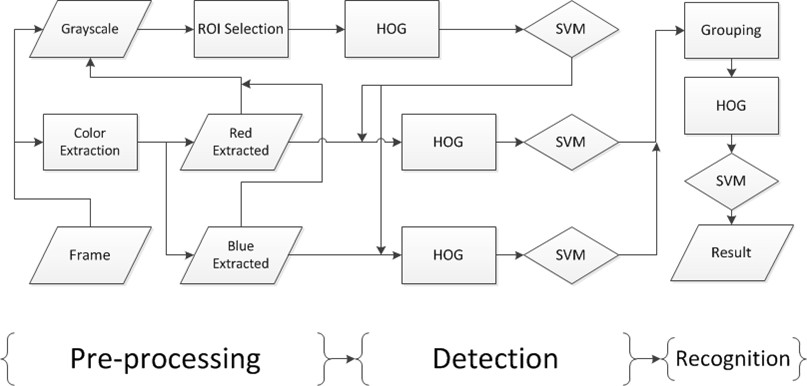 Grayscale
ROI Selection
HOG
SVM
Grouping
Color
Extraction
Red
Extracted
HOG
SVM
HOG
SVM
Frame
Blue
Extracted
HOG
SVM
Result
Pre-processing
Detection
Recognition